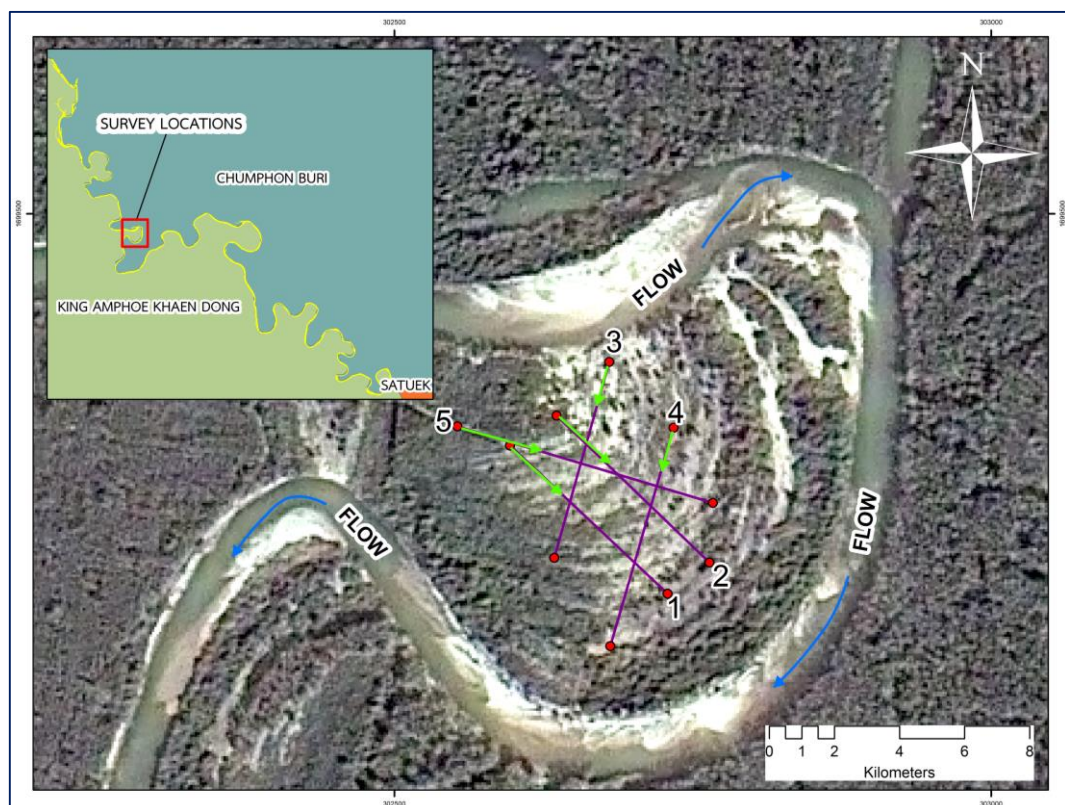 302500
303000
SURVEY LOCATIONS
CHUMPHON BURI
KING AMPHOE KHAEN DONG
SATUEK
N
1699500
1699500
FLOW
3
4
5
FLOW
FLOW
2
1
0 1 2 4 6 8
Kilometers
302500
303000